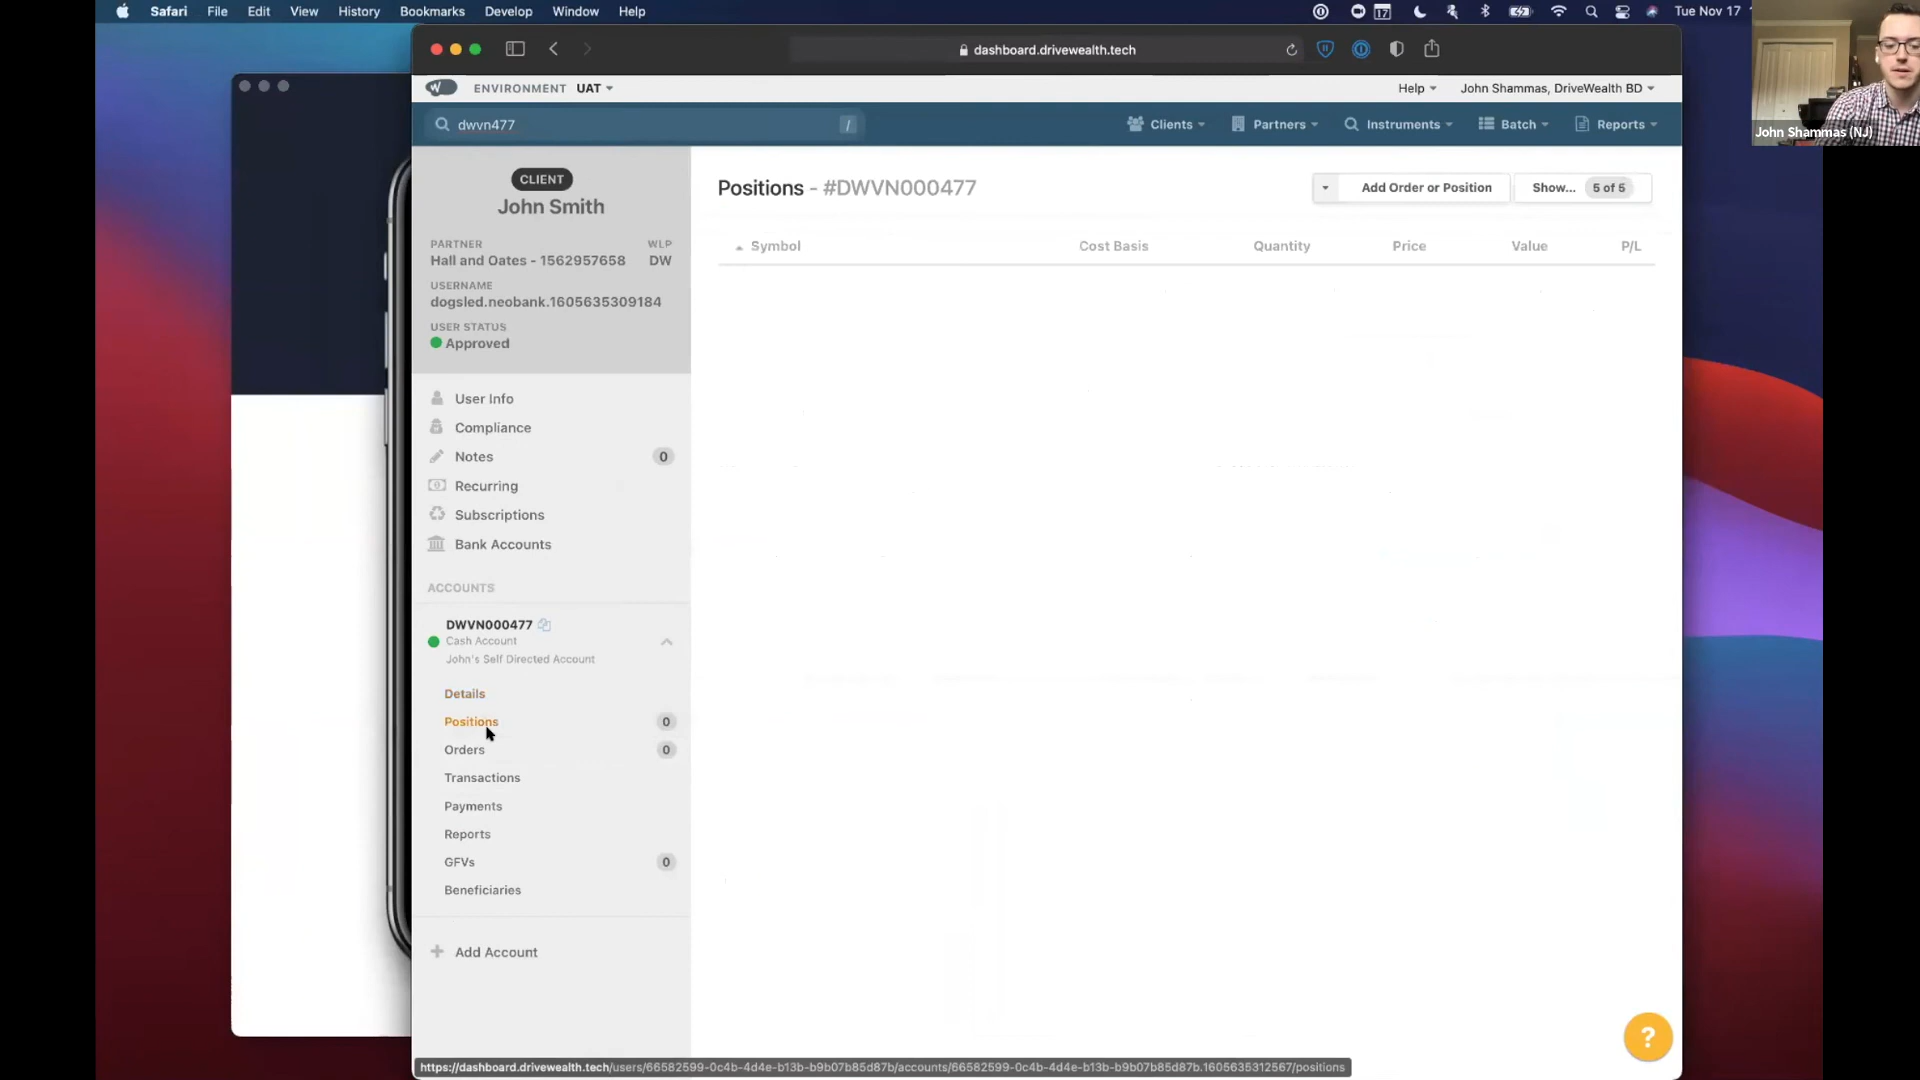 Safari File Edit View History Bookmarks Develop Window Help
17
Tue Nov 17
dashboard.drivewealth.tech
W ENVIRONMENT UAT
Help John Shammas, DriveWealth BD
dwvn477 /
Clients Partners Instruments Batch Reports
John Shammas (NJ)
CLIENT
John Smith
PARTNER WLP
Hall and Oates - 1562957658 DW
USERNAME
dogsled.neobank.1605635309184
USER STATUS
Approved
User Info
Compliance
Notes 0
Recurring
Subscriptions
Bank Accounts
ACCOUNTS
DWVN000477
Cash Account
John's Self Directed Account
Details
Positions 0
Orders 0
Transactions
Payments
Reports
GFVs 0
Beneficiaries
+ Add Account
Positions - #DWVN000477
Add Order or Position
Show... 5 of 5
Symbol Cost Basis Quantity Price Value P/L
?
https://dashboard.drivewealth.tech/users/66582599-0c4b-4d4e-b13b-b9b07b85d87b/accounts/66582599-0c4b-4d4e-b13b-b9b07b85d87b.1605635312567/positions